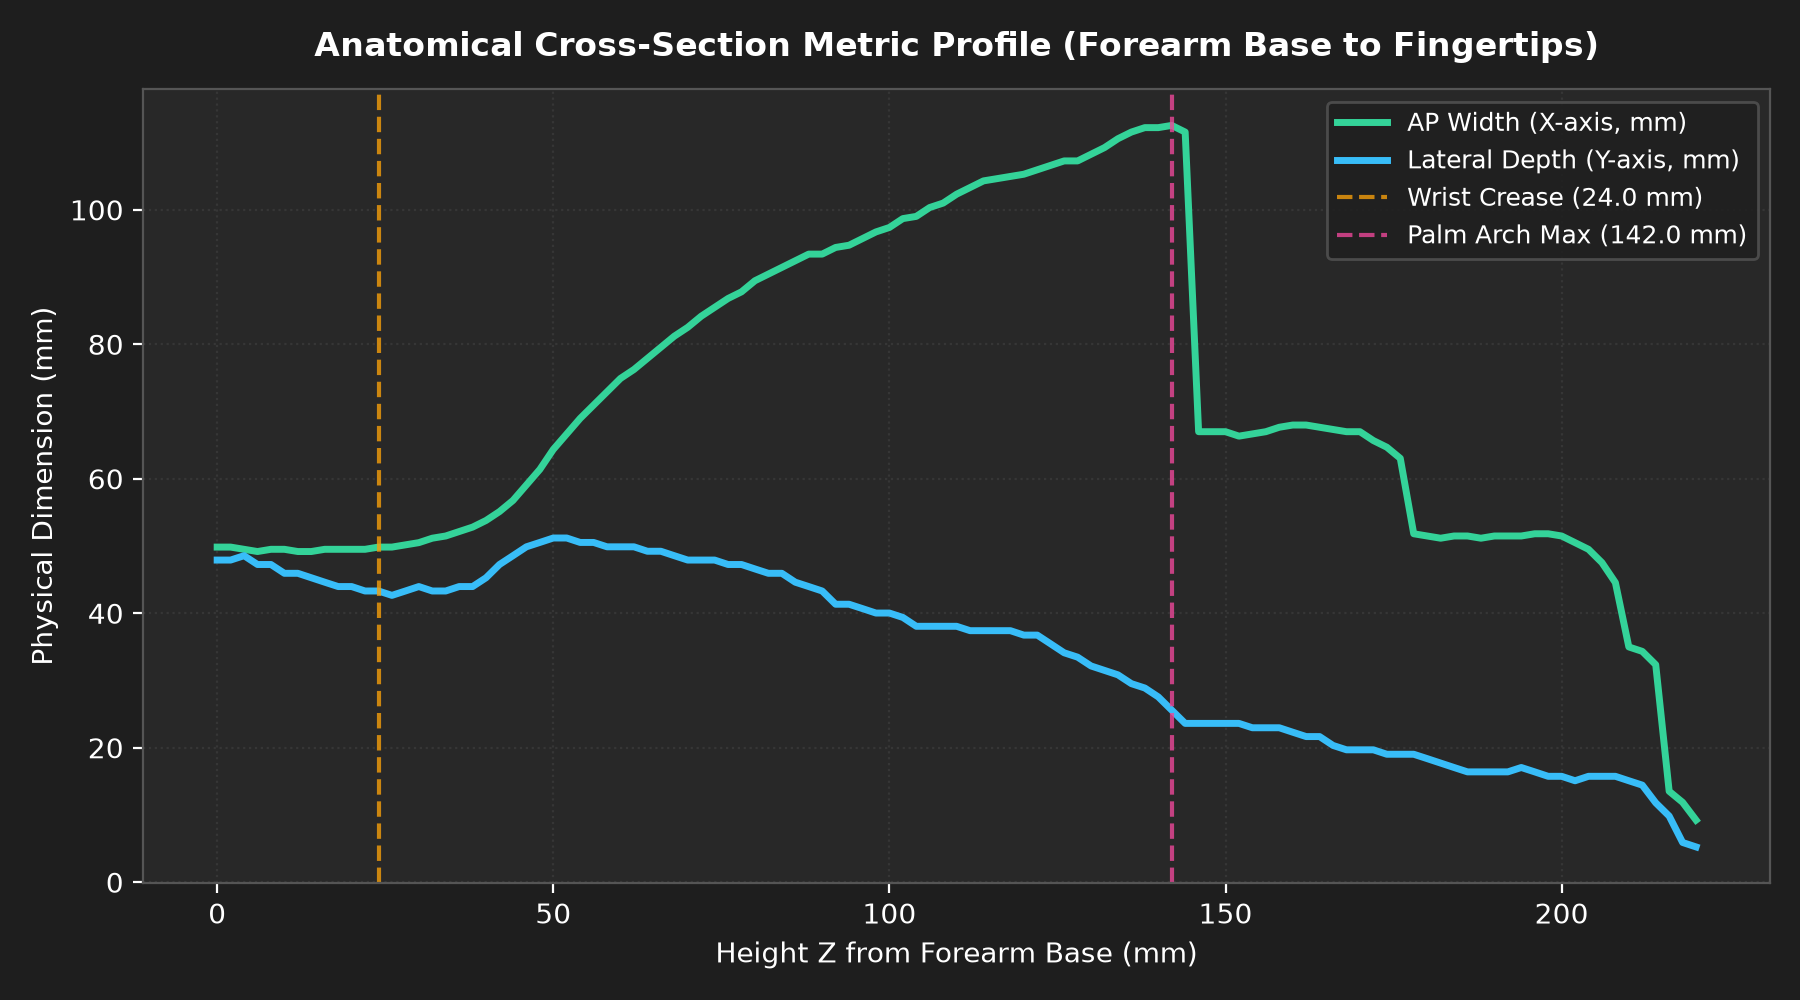 Anatomical Cross-Section Metric Profile (Forearm Base to Fingertips)
AP Width (X-axis, mm)
Lateral Depth (Y-axis, mm)
Wrist Crease (24.0 mm)
Palm Arch Max (142.0 mm)
Physical Dimension (mm)
100
80
60
40
20
0
0
50
100
150
200
Height Z from Forearm Base (mm)